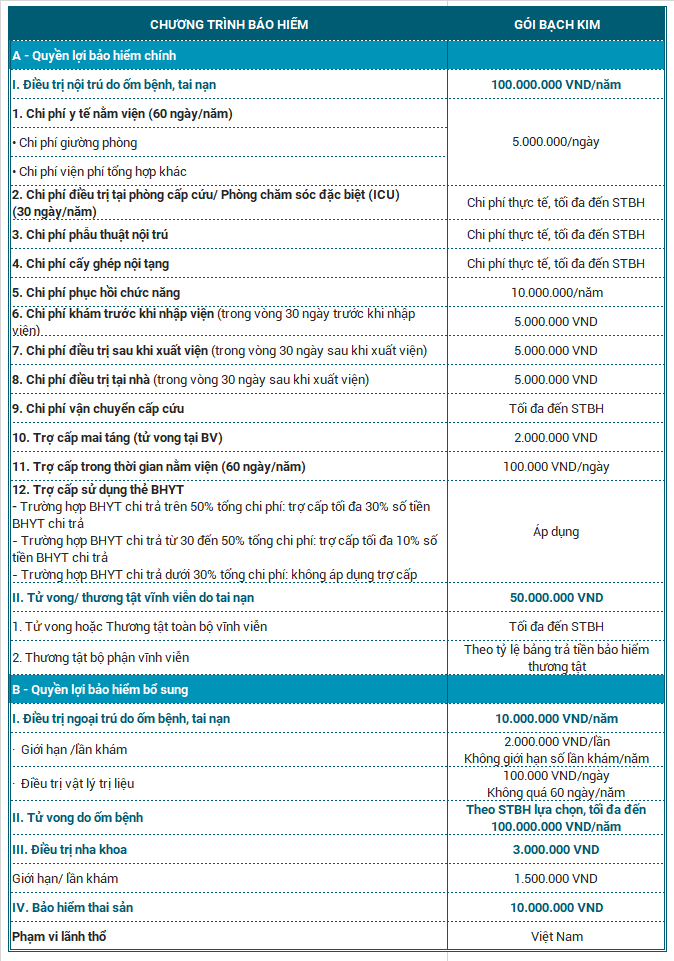 CHƯƠNG TRÌNH BẢO HIỂM
GÓI BẠCH KIM
A - Quyền lợi bảo hiểm chính
I. Điều trị nội trú do ốm bệnh, tai nạn
100.000.000 VND/năm
1. Chi phí y tế nằm viện (60 ngày/năm)
5.000.000/ngày
• Chi phí giường phòng
• Chi phí viện phí tổng hợp khác
2. Chi phí điều trị tại phòng cấp cứu/ Phòng chăm sóc đặc biệt (ICU)
(30 ngày/năm)
Chi phí thực tế, tối đa đến STBH
3. Chi phí phẫu thuật nội trú
Chi phí thực tế, tối đa đến STBH
4. Chi phí cấy ghép nội tạng
Chi phí thực tế, tối đa đến STBH
5. Chi phí phục hồi chức năng
10.000.000/năm
6. Chi phí khám trước khi nhập viện (trong vòng 30 ngày trước khi nhập
viện)
5.000.000 VND
7. Chi phí điều trị sau khi xuất viện (trong vòng 30 ngày sau khi xuất viện)
5.000.000 VND
8. Chi phí điều trị tại nhà (trong vòng 30 ngày sau khi xuất viện)
5.000.000 VND
9. Chi phí vận chuyển cấp cứu
Tối đa đến STBH
10. Trợ cấp mai táng (tử vong tại BV)
2.000.000 VND
11. Trợ cấp trong thời gian nằm viện (60 ngày/năm)
100.000 VND/ngày
12. Trợ cấp sử dụng thẻ BHYT
- Trường hợp BHYT chi trả trên 50% tổng chi phí: trợ cấp tối đa 30% số tiền
BHYT chi trả
- Trường hợp BHYT chi trả từ 30 đến 50% tổng chi phí: trợ cấp tối đa 10% số
tiền BHYT chi trả
- Trường hợp BHYT chi trả dưới 30% tổng chi phí: không áp dụng trợ cấp
Áp dụng
II. Tử vong/ thương tật vĩnh viễn do tai nạn
50.000.000 VND
1. Tử vong hoặc Thương tật toàn bộ vĩnh viễn
Tối đa đến STBH
2. Thương tật bộ phận vĩnh viễn
Theo tỷ lệ bảng trả tiền bảo hiểm
thương tật
B - Quyền lợi bảo hiểm bổ sung
I. Điều trị ngoại trú do ốm bệnh, tai nạn
10.000.000 VND/năm
· Giới hạn /lần khám
2.000.000 VND/lần
Không giới hạn số lần khám/năm
· Điều trị vật lý trị liệu
100.000 VND/ngày
Không quá 60 ngày/năm
II. Tử vong do ốm bệnh
Theo STBH lựa chọn, tối đa đến
100.000.000 VND/năm
III. Điều trị nha khoa
3.000.000 VND
Giới hạn/ lần khám
1.500.000 VND
IV. Bảo hiểm thai sản
10.000.000 VND
Phạm vi lãnh thổ
Việt Nam